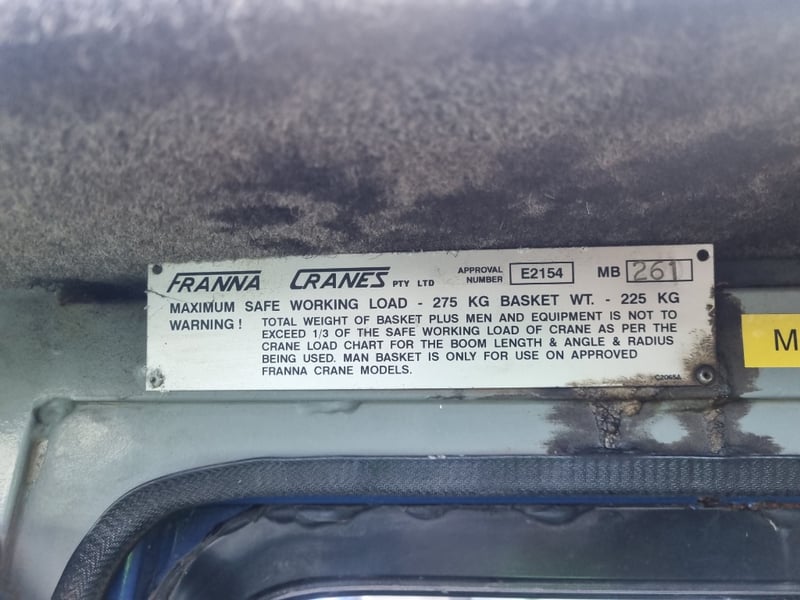 FRANNA CRANES PTY LTD APPROVAL NUMBER E2154 MB 261
MAXIMUM SAFE WORKING LOAD - 275 KG BASKET WT. - 225 KG
WARNING ! TOTAL WEIGHT OF BASKET PLUS MEN AND EQUIPMENT IS NOT TO
EXCEED 1/3 OF THE SAFE WORKING LOAD OF CRANE AS PER THE
CRANE LOAD CHART FOR THE BOOM LENGTH & ANGLE & RADIUS
BEING USED. MAN BASKET IS ONLY FOR USE ON APPROVED
FRANNA CRANE MODELS.
M